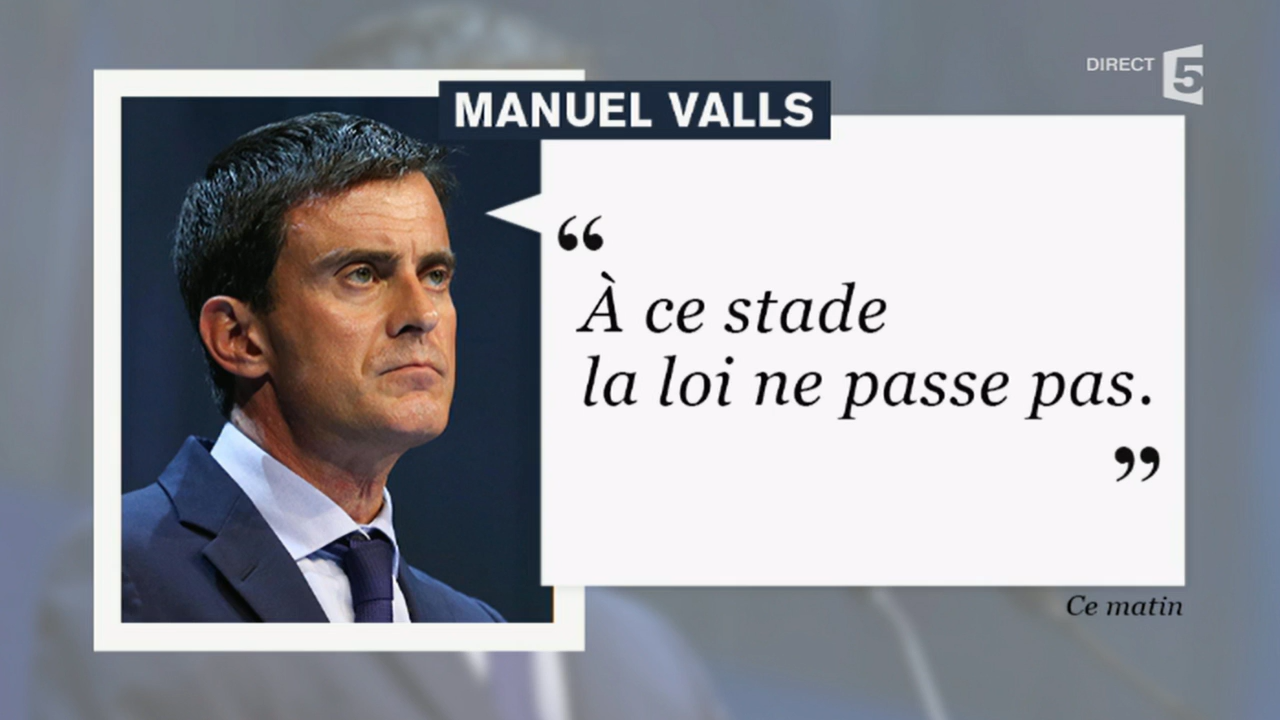 DIRECT 5
MANUEL VALLS
“
À ce stade
la loi ne passe pas.
”
Ce matin